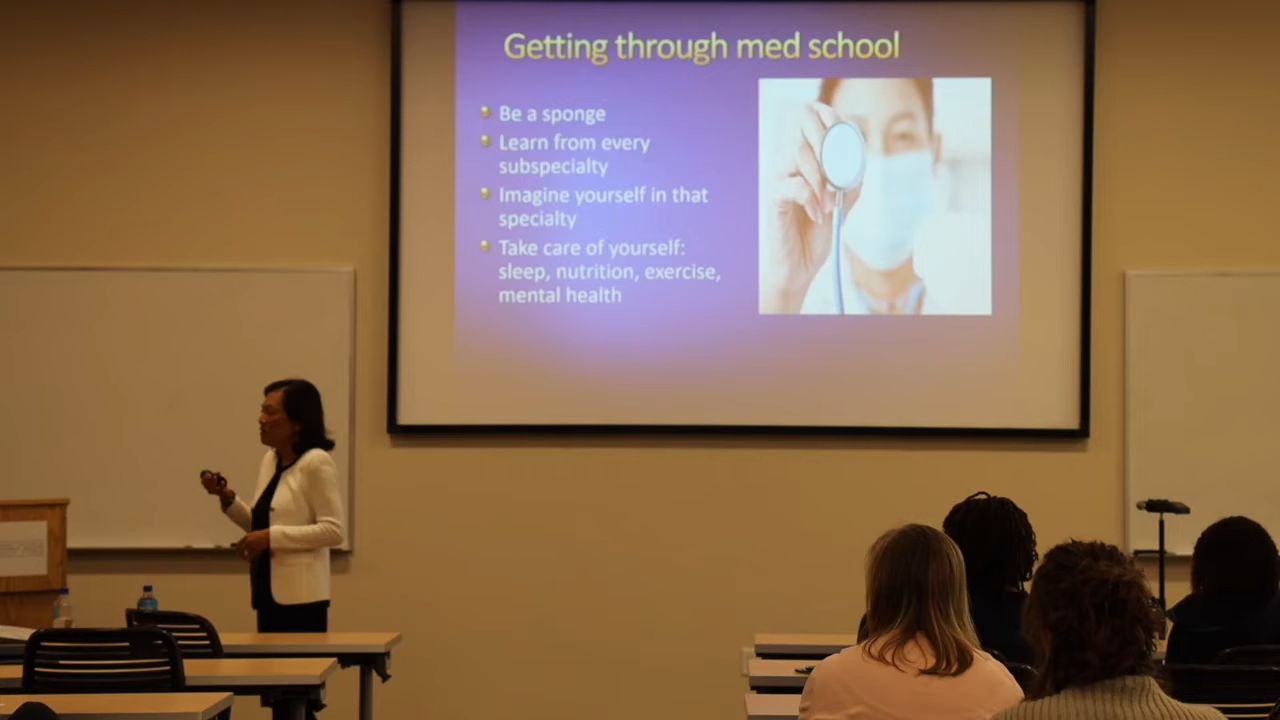 Getting through med school
Be a sponge
Learn from every
subspecialty
Imagine yourself in that
specialty
Take care of yourself:
sleep, nutrition, exercise,
mental health